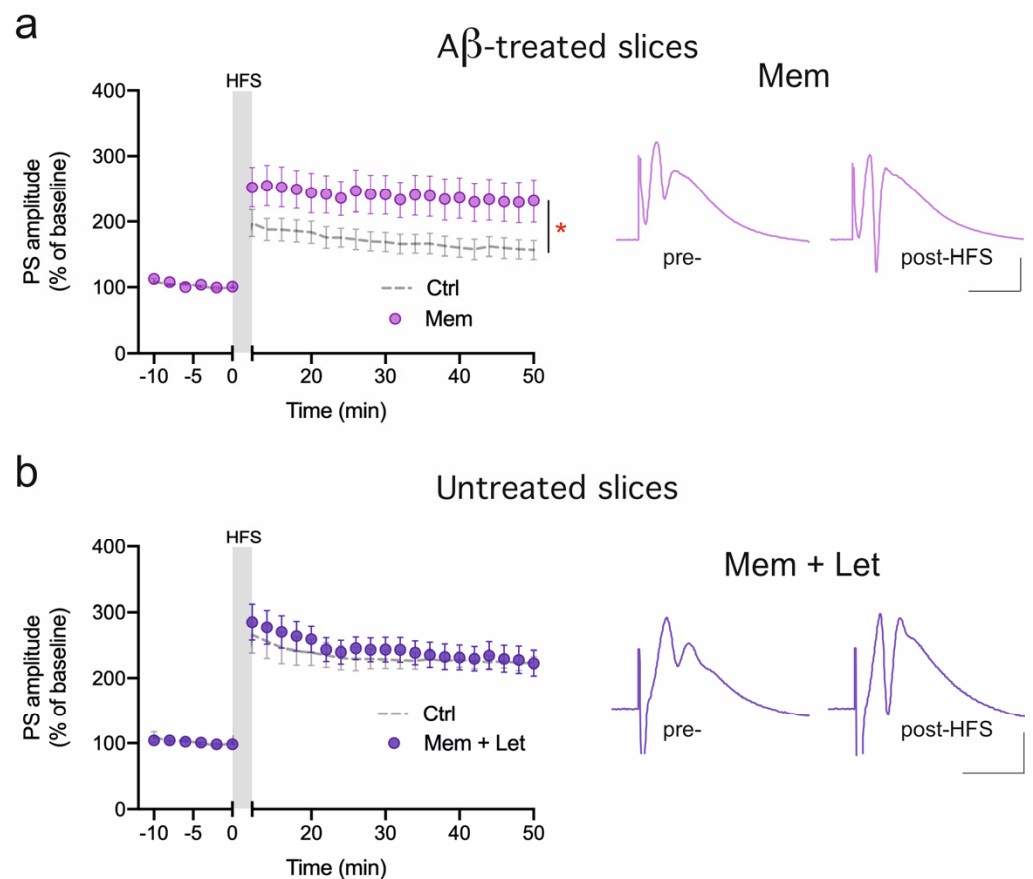 a
Aβ-treated slices
Mem
HFS
400
300
200
100
0
PS amplitude
(% of baseline)
*
Ctrl
Mem
-10 -5 0 20 30 40 50
Time (min)
pre-
post-HFS
b
Untreated slices
Mem + Let
HFS
400
300
200
100
0
PS amplitude
(% of baseline)
Ctrl
Mem + Let
-10 -5 0 20 30 40 50
Time (min)
pre-
post-HFS